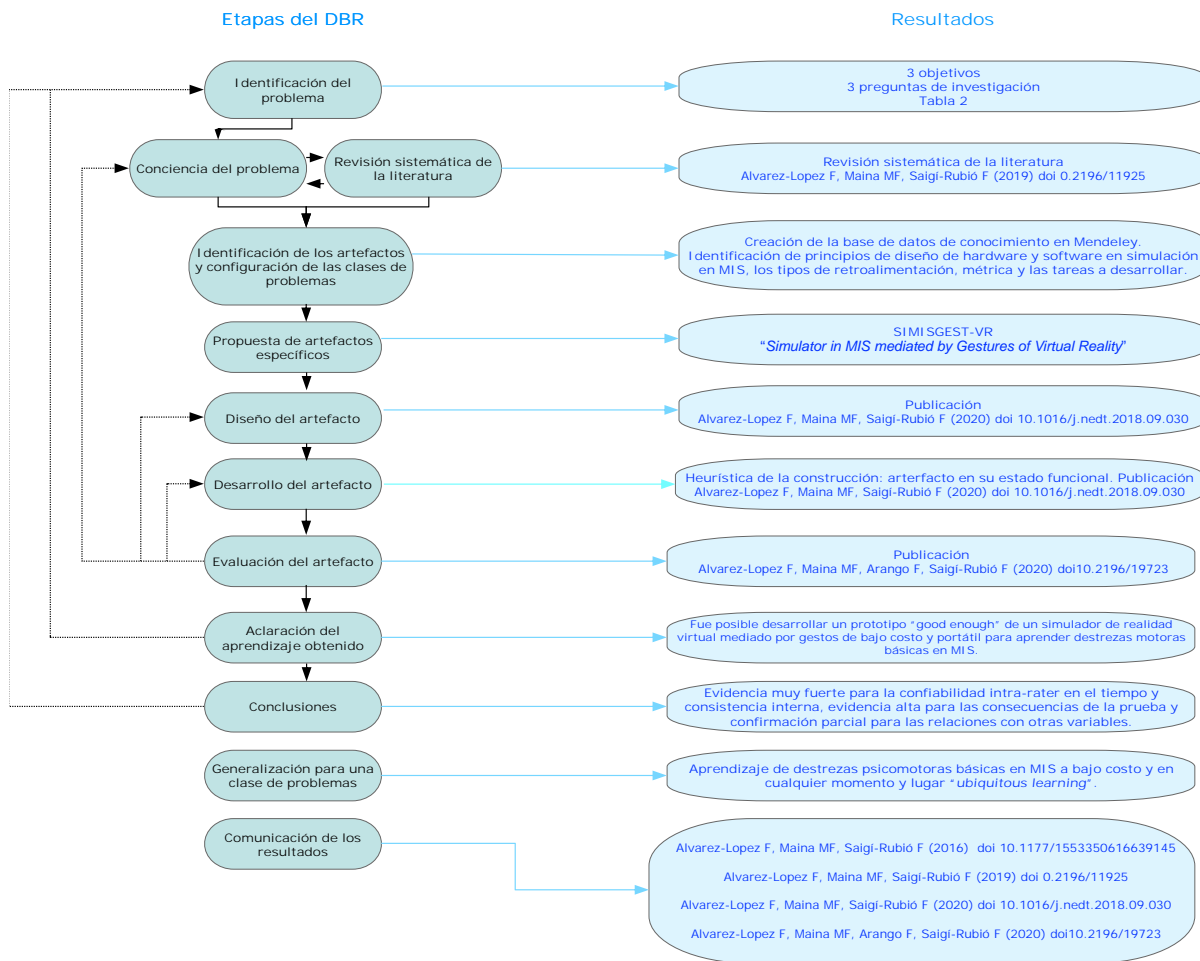 Etapas del DBR
Resultados
Identificación del
problema
3 objetivos
3 preguntas de investigación
Tabla 2
Conciencia del problema
Revisión sistemática de
la literatura
Revisión sistemática de la literatura
Alvarez-Lopez F, Maina MF, Saigí-Rubió F (2019) doi 0.2196/11925
Identificación de los artefactos
y configuración de las clases de
problemas
Creación de la base de datos de conocimiento en Mendeley.
Identificación de principios de diseño de hardware y software en simulación
en MIS, los tipos de retroalimentación, métrica y las tareas a desarrollar.
Propuesta de artefactos
específicos
SIMISGEST-VR
“Simulator in MIS mediated by Gestures of Virtual Reality”
Diseño del artefacto
Publicación
Alvarez-Lopez F, Maina MF, Saigí-Rubió F (2020) doi 10.1016/j.nedt.2018.09.030
Desarrollo del artefacto
Heurística de la construcción: arterfacto en su estado funcional. Publicación
Alvarez-Lopez F, Maina MF, Saigí-Rubió F (2020) doi 10.1016/j.nedt.2018.09.030
Evaluación del artefacto
Publicación
Alvarez-Lopez F, Maina MF, Arango F, Saigí-Rubió F (2020) doi10.2196/19723
Aclaración del
aprendizaje obtenido
Fue posible desarrollar un prototipo "good enough" de un simulador de realidad
virtual mediado por gestos de bajo costo y portátil para aprender destrezas motoras
básicas en MIS.
Conclusiones
Evidencia muy fuerte para la confiabilidad intra-rater en el tiempo y
consistencia interna, evidencia alta para las consecuencias de la prueba y
confirmación parcial para las relaciones con otras variables.
Generalización para una
clase de problemas
Aprendizaje de destrezas psicomotoras básicas en MIS a bajo costo y en
cualquier momento y lugar "ubiquitous learning".
Comunicación de los
resultados
Alvarez-Lopez F, Maina MF, Saigí-Rubió F (2016) doi 10.1177/1553350616639145
Alvarez-Lopez F, Maina MF, Saigí-Rubió F (2019) doi 0.2196/11925
Alvarez-Lopez F, Maina MF, Saigí-Rubió F (2020) doi 10.1016/j.nedt.2018.09.030
Alvarez-Lopez F, Maina MF, Arango F, Saigí-Rubió F (2020) doi10.2196/19723